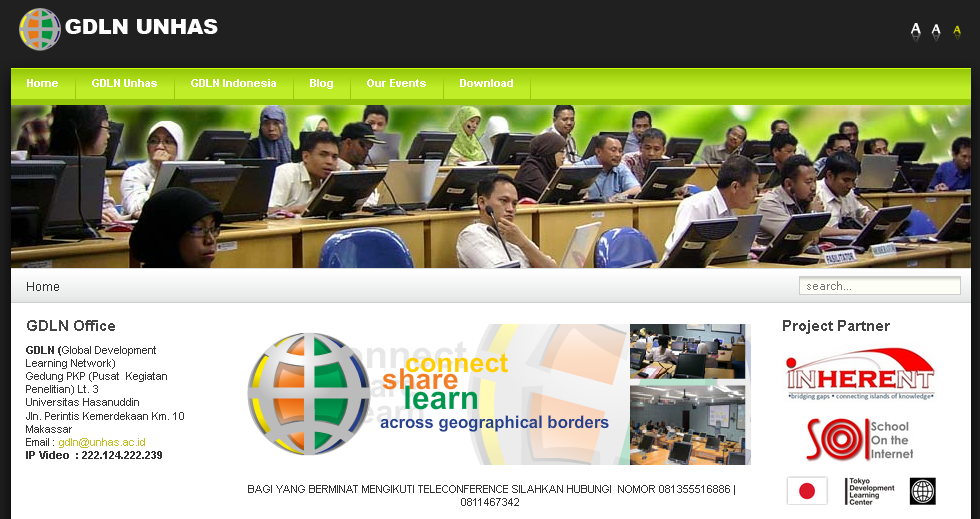 GDLN UNHAS
A A A
Home GDLN Unhas GDLN Indonesia Blog Our Events Download
FASILITATOR
Home
search...
GDLN Office
GDLN (Global Development
Learning Network)
Gedung PKP (Pusat Kegiatan
Penelitian) Lt. 3
Universitas Hasanuddin
Jln. Perintis Kemerdekaan Km. 10
Makassar
Email : gdln@unhas.ac.id
IP Video : 222.124.222.239
connect
share
learn
across geographical borders
BAGI YANG BERMINAT MENGIKUTI TELECONFERENCE SILAHKAN HUBUNGI NOMOR 081355516886 |
0811467342
Project Partner
INHERENT
bridging gaps • connecting islands of knowledge
SOI School
On the
Internet
Tokyo
Development
Learning
Center